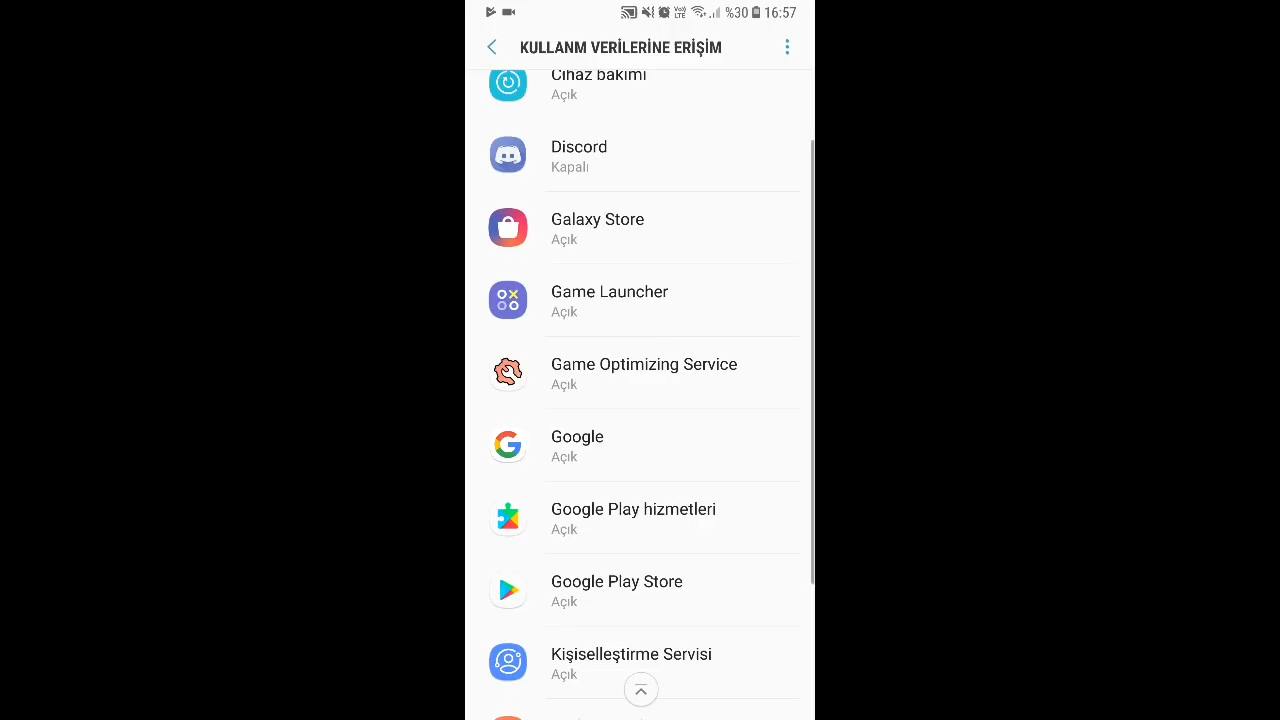 %30 16:57
KULLANM VERİLERİNE ERİŞİM
Cihaz bakımı
Açık
Discord
Kapalı
Galaxy Store
Açık
Game Launcher
Açık
Game Optimizing Service
Açık
Google
Açık
Google Play hizmetleri
Açık
Google Play Store
Açık
Kişiselleştirme Servisi
Açık